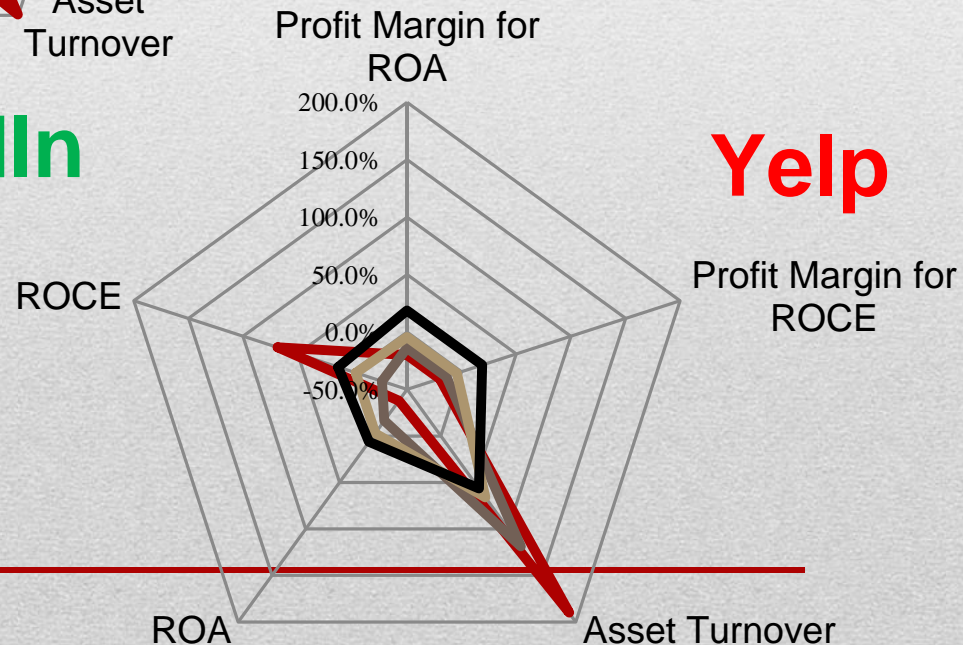 Asset
Turnover
Profit Margin for
ROA
200.0%
150.0%
100.0%
50.0%
0.0%
-50.0%
Yelp
Profit Margin for
ROCE
ROCE
ROA
Asset Turnover